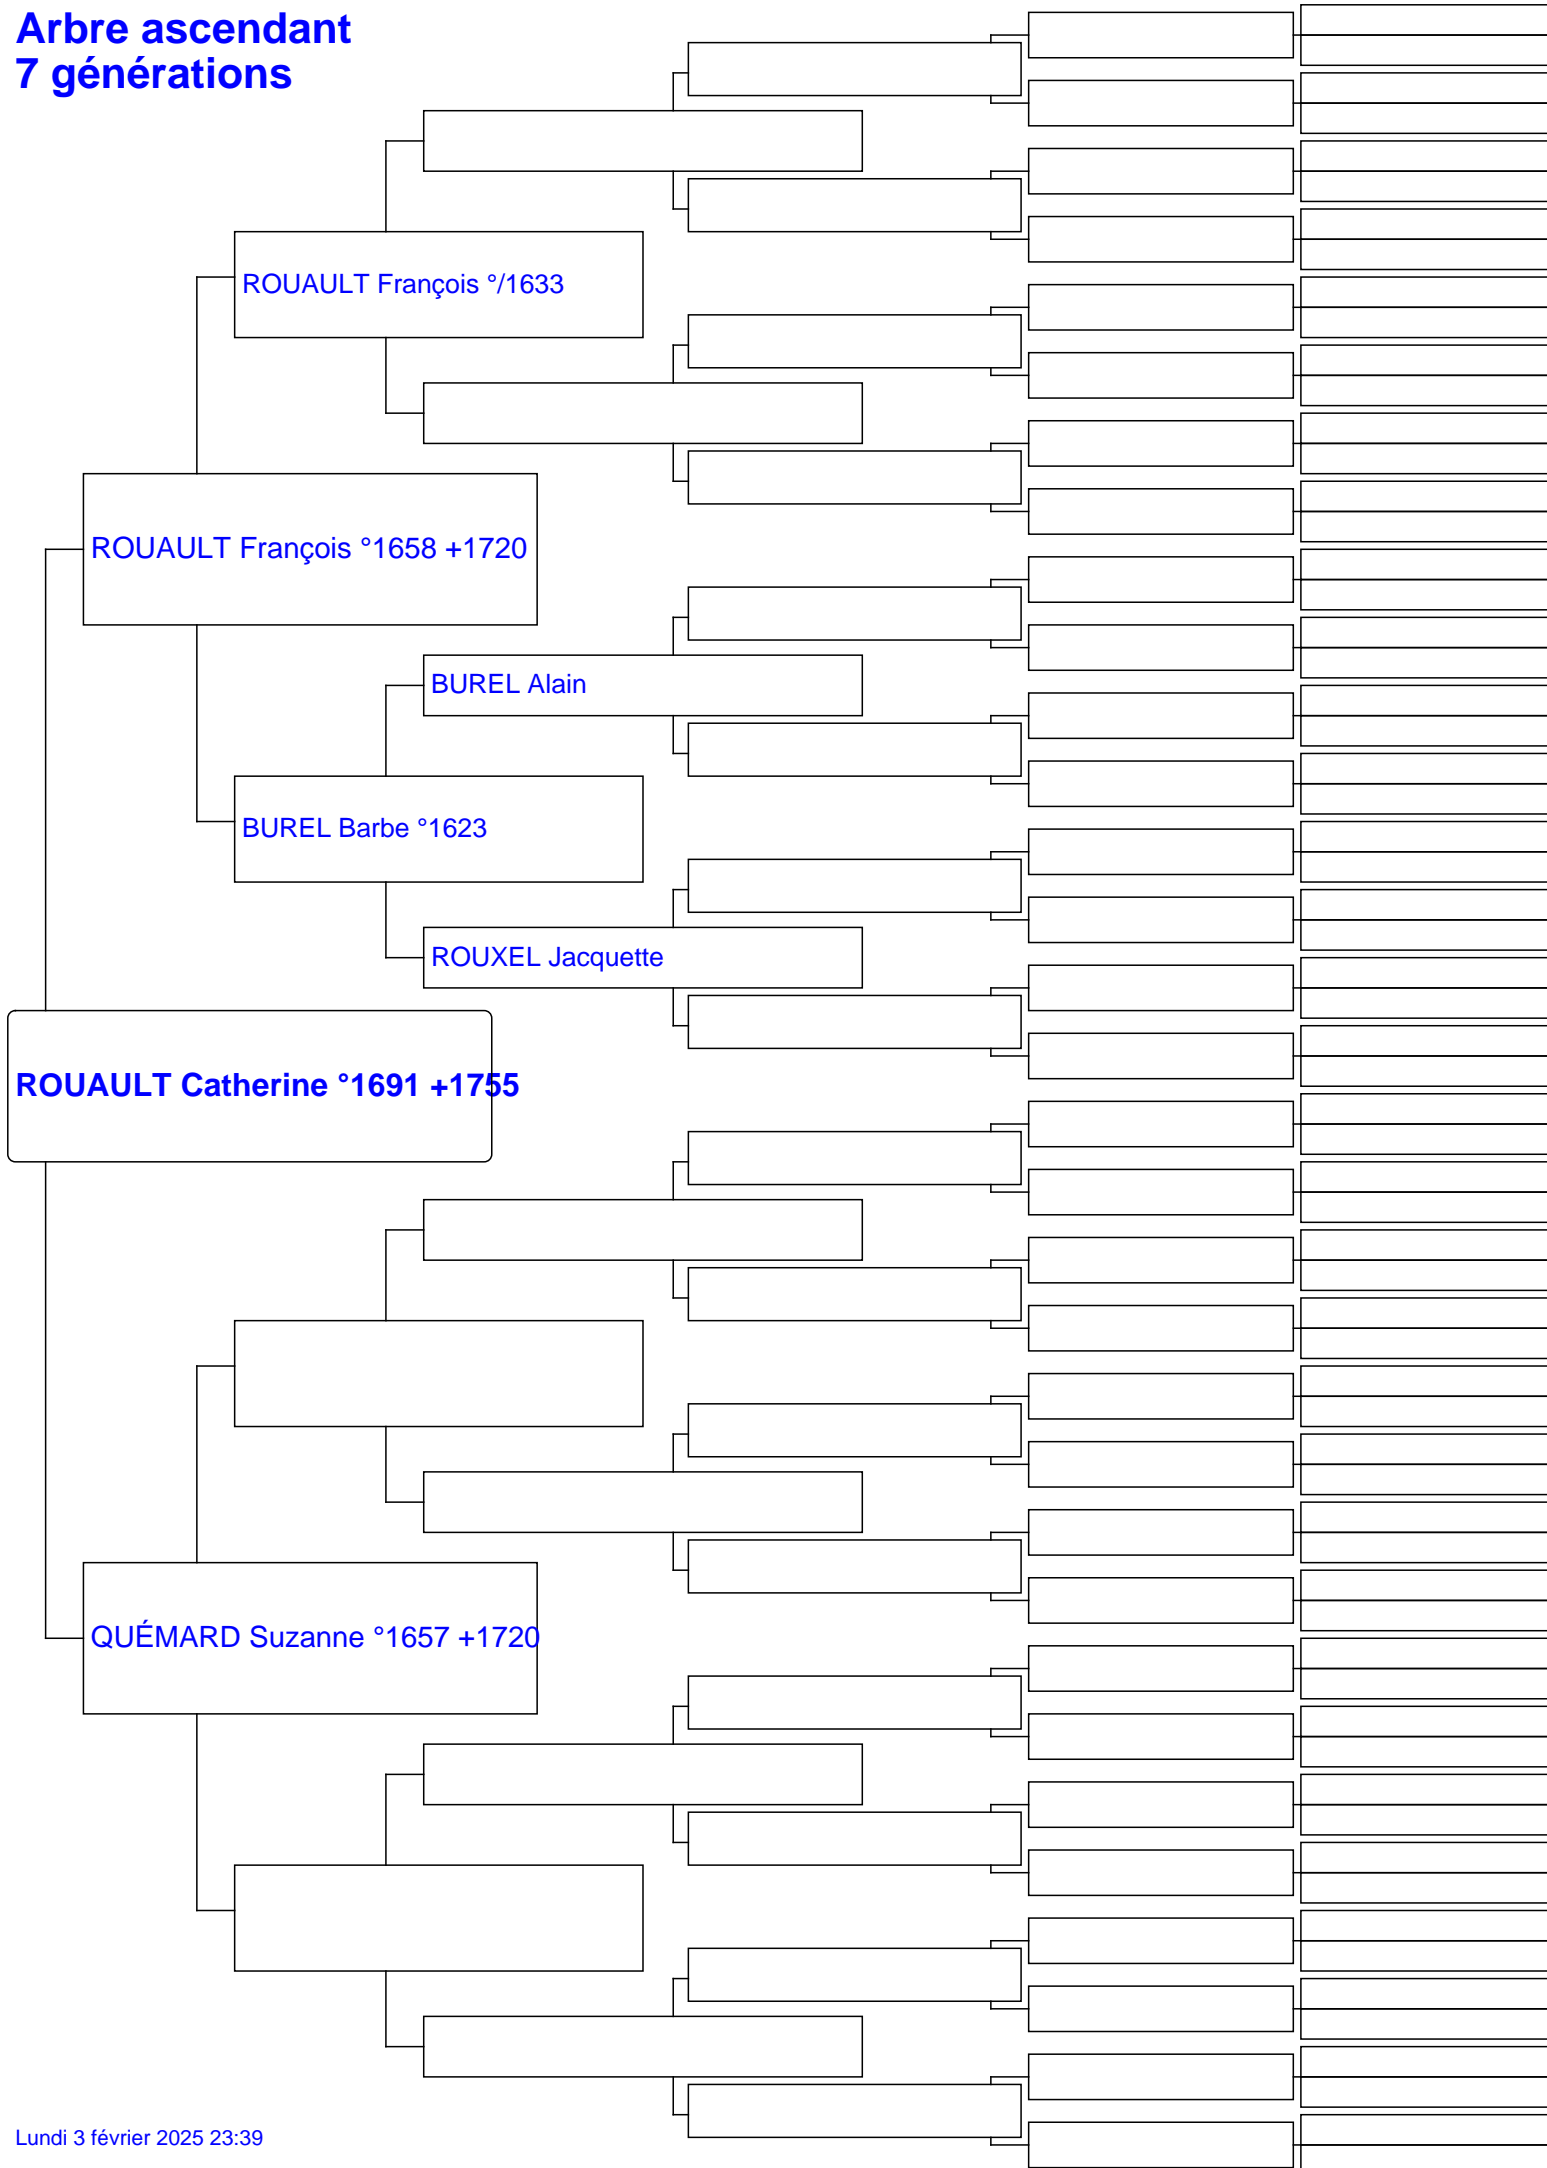 Arbre ascendant
7 générations
ROUAULT François °/1633
ROUAULT François °1658 +1720
BUREL Alain
BUREL Barbe °1623
ROUXEL Jacquette
ROUAULT Catherine °1691 +1755
QUÉMARD Suzanne °1657 +1720
Lundi 3 février 2025 23:39